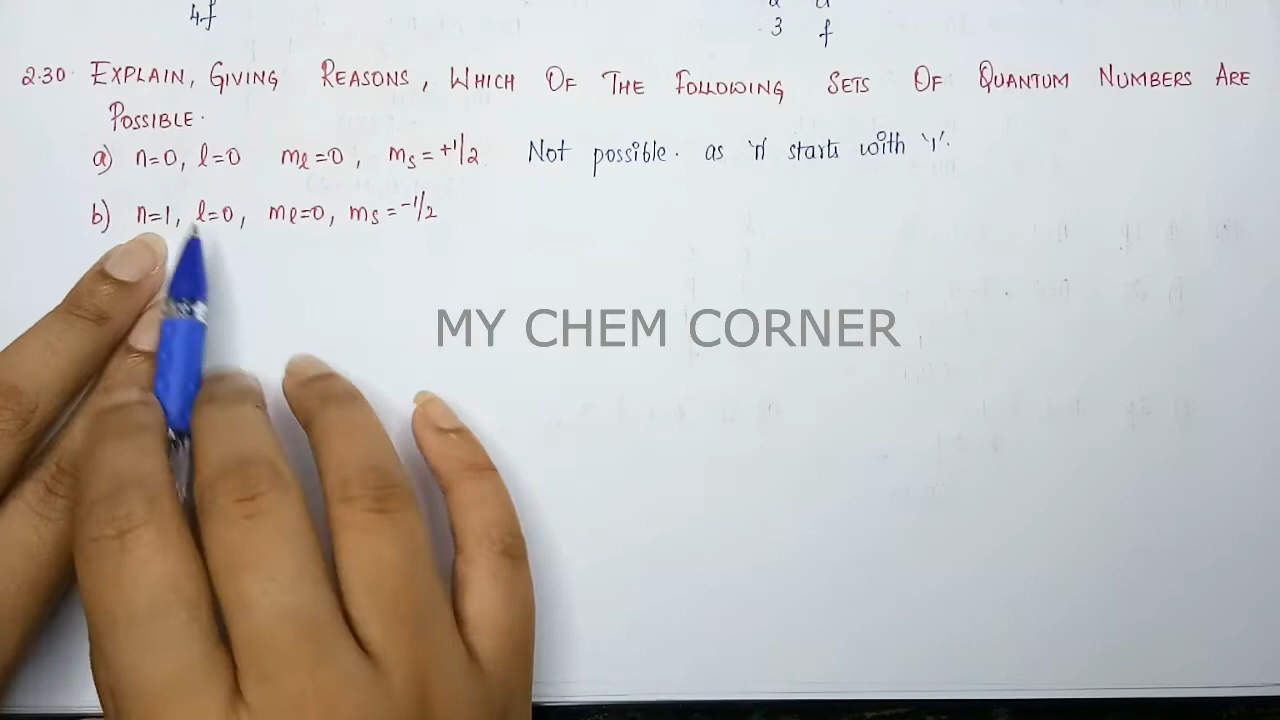 4f
3 f
2.30. EXPLAIN, GIVING REASONS, WHICH OF THE FOLLOWING SETS OF QUANTUM NUMBERS ARE
POSSIBLE.
a) n=0, l=0 ml=0, ms=+1/2 Not possible. as 'n' starts with '1'.
b) n=1, l=0, ml=0, ms=-1/2
MY CHEM CORNER